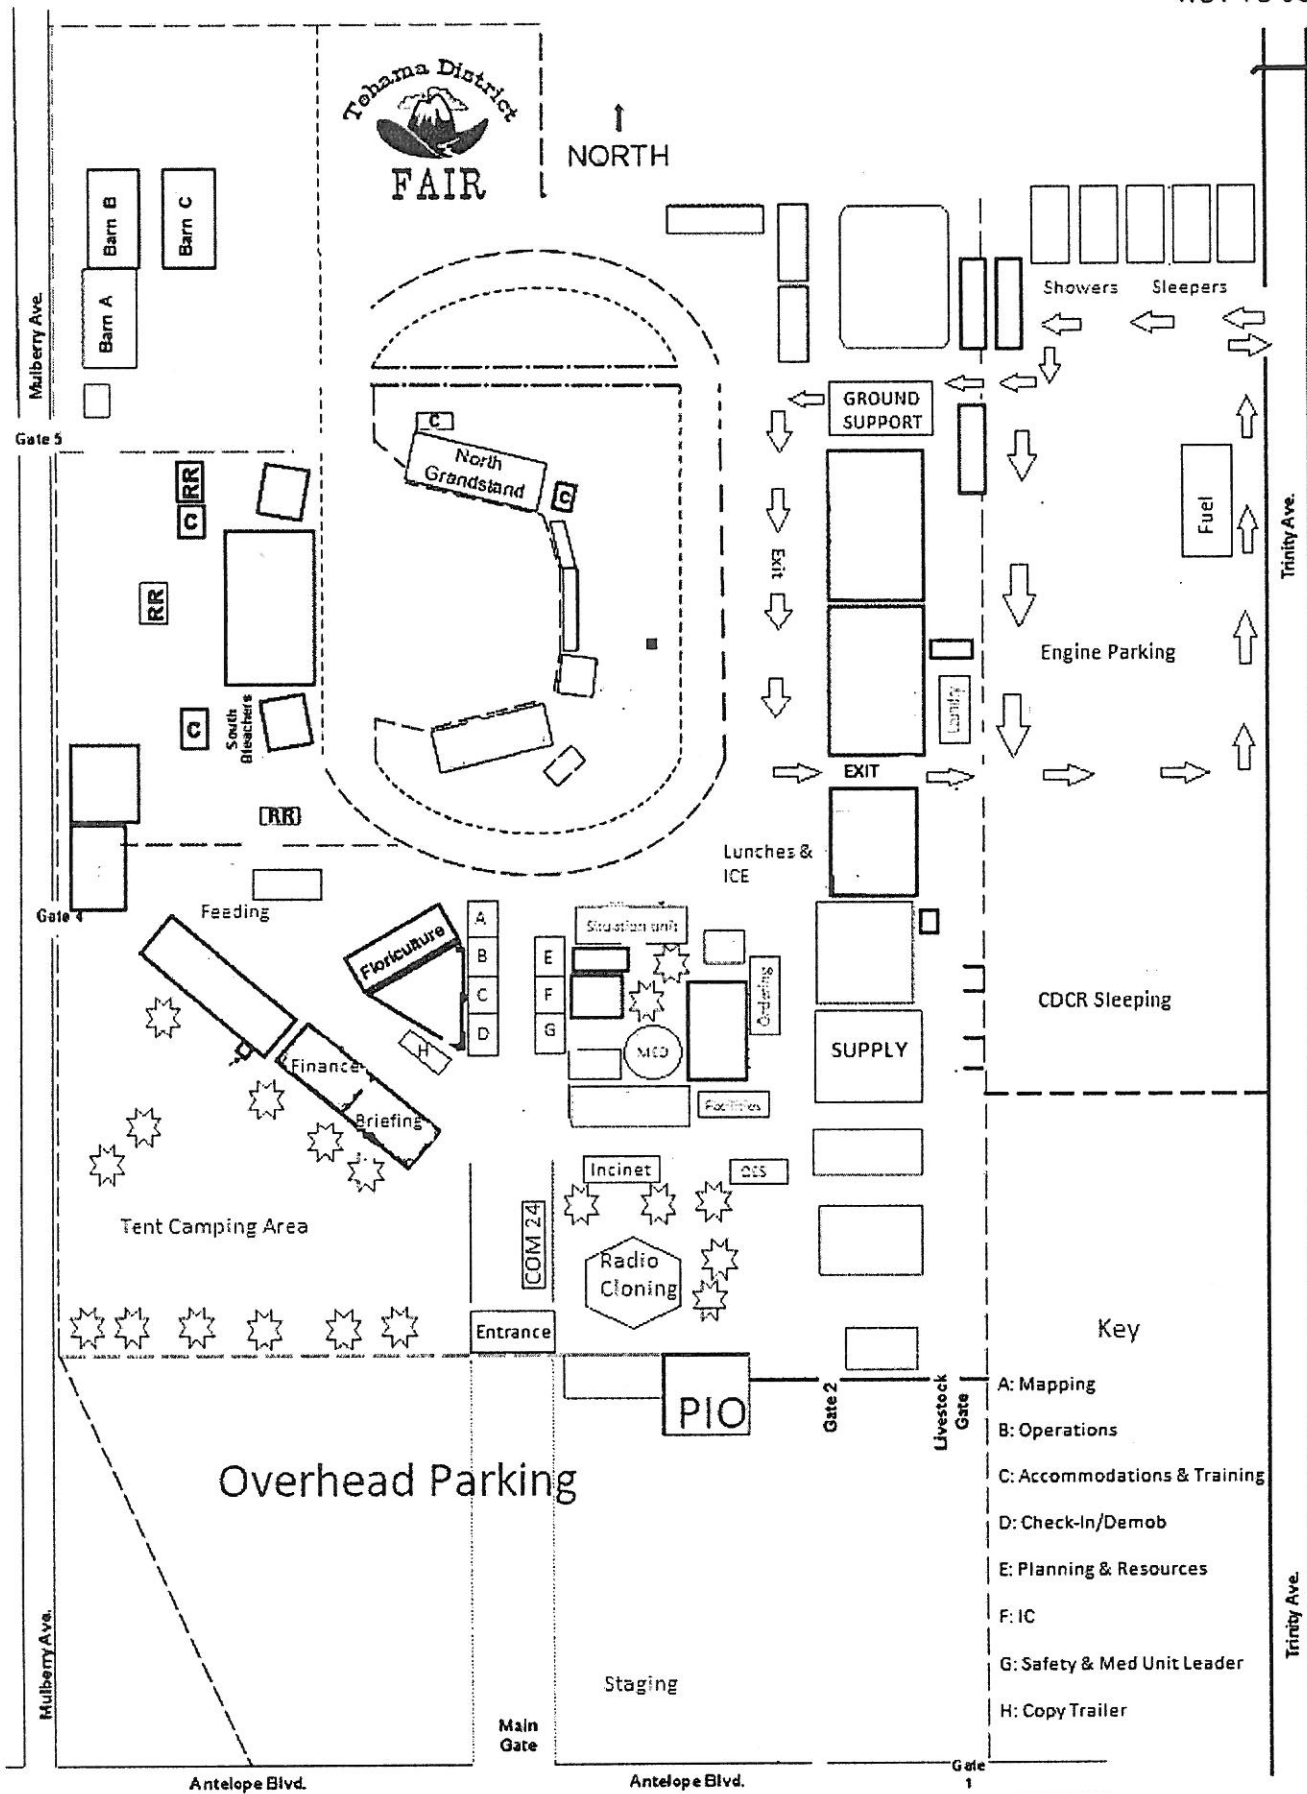 Tehama District
FAIR
NORTH
Mulberry Ave.
Barn B
Barn C
Barn A
Gate 5
Showers
Sleepers
GROUND
SUPPORT
C
North
Grandstand
C
RR
C
RR
C
South
Bleachers
RR
Exit
Fuel
Trinity Ave.
Engine Parking
Laundry
EXIT
Lunches &
ICE
Gate 4
Feeding
Floriculture
A
B
C
D
E
F
G
H
Situation unit
Ordering
MED
Facilities
SUPPLY
CDCR Sleeping
Finance
Briefing
Incinet
Tent Camping Area
COM 24
Radio
Cloning
Entrance
PIO
Gate 2
Livestock
Gate
Overhead Parking
Key
A: Mapping
B: Operations
C: Accommodations & Training
D: Check-In/Demob
E: Planning & Resources
F: IC
G: Safety & Med Unit Leader
H: Copy Trailer
Staging
Mulberry Ave.
Trinity Ave.
Main
Gate
Gate
1
Antelope Blvd.
Antelope Blvd.